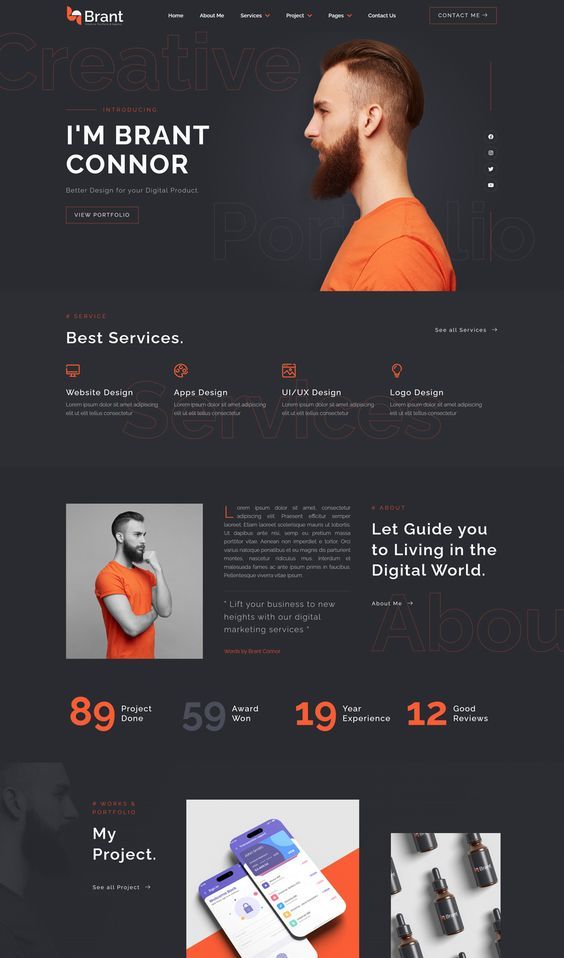 Brant
Home
About Me
Services
Project
Pages
Contact Us
CONTACT ME
Creative
INTRODUCING
I'M BRANT
CONNOR
Better Design for your Digital Product.
VIEW PORTFOLIO
Portfolio
# SERVICE
Best Services.
See all Services
Website Design
Lorem ipsum dolor sit amet adipiscing
elit ut elit tellus consectetur
Apps Design
Lorem ipsum dolor sit amet adipiscing
elit ut elit tellus consectetur
UI/UX Design
Lorem ipsum dolor sit amet adipiscing
elit ut elit tellus consectetur
Logo Design
Lorem ipsum dolor sit amet adipiscing
elit ut elit tellus consectetur
Services
Lorem ipsum dolor sit amet, consectetur
adipiscing elit. Praesent efficitur semper
laoreet. Etiam laoreet scelerisque mauris ut lobortis.
Ut dapibus ante nisi, sem eu pretium massa
porttitor vitae. Aenean non imperdiet e tortor. Orci
varius natoque penatibus et eu magnis dis parturient
montes, nascetur ridiculus mus. Interdum et
malesuada fames ac ante ipsum primis in faucibus.
Pellentesque viverra vitae ipsum.
" Lift your business to new
heights with our digital
marketing services "
Words by Brant Connor
# ABOUT
Let Guide you
to Living in the
Digital World.
About Me
Abou
89 Project
Done
59 Award
Won
19 Year
Experience
12 Good
Reviews
# WORKS &
PORTFOLIO
My
Project.
See all Project
John Smith
Welcome Back
Brant